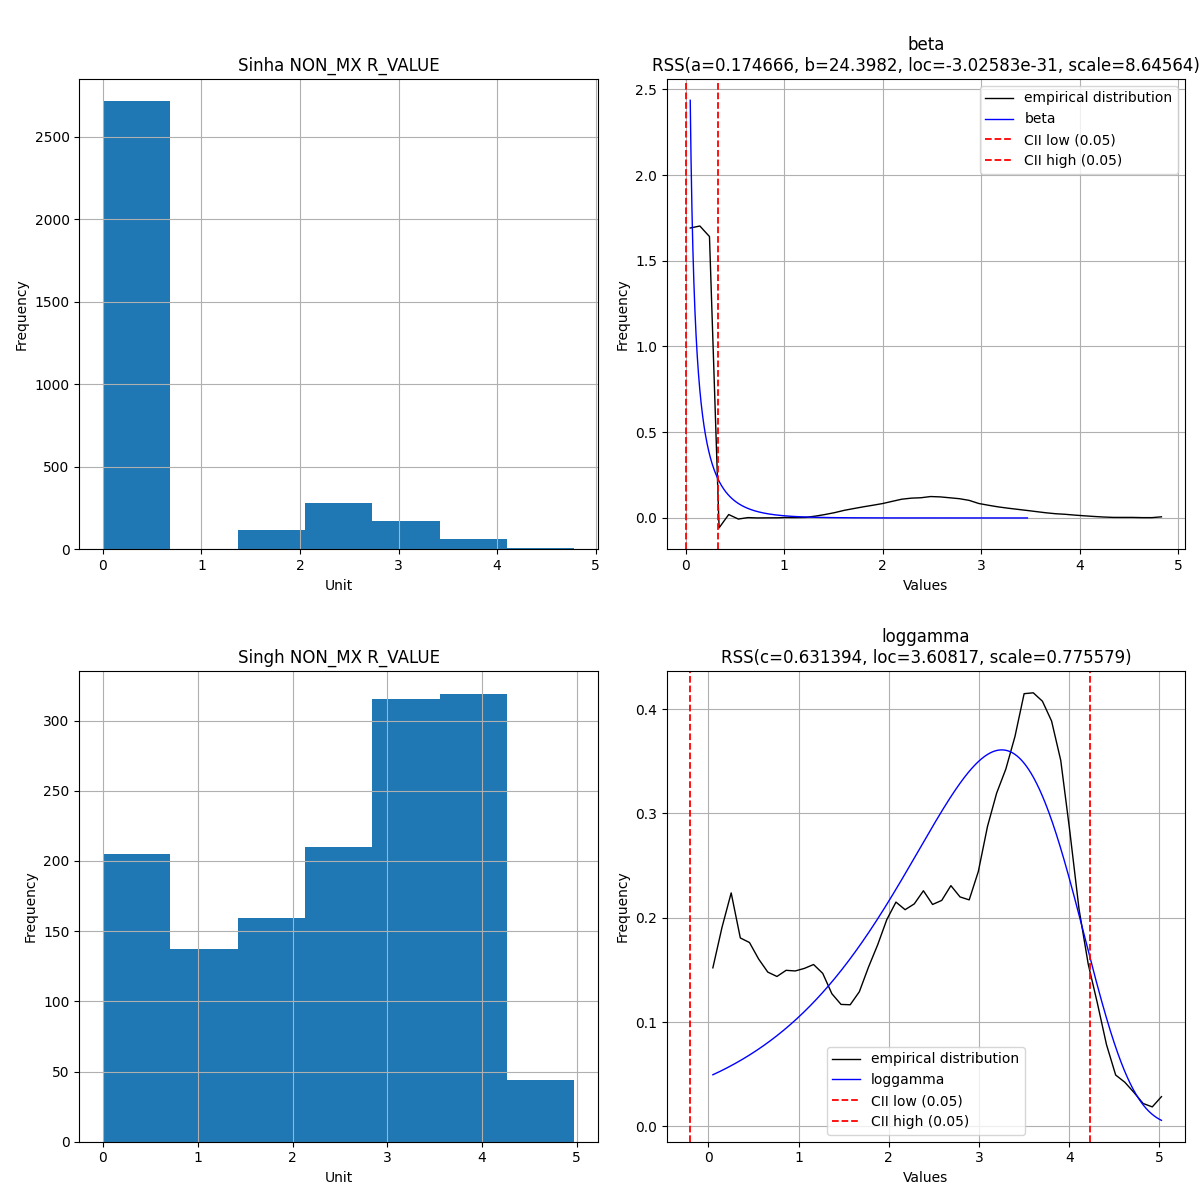 Sinha NON_MX R_VALUE
Frequency
2500
2000
1500
1000
500
0
0 1 2 3 4 5
Unit
beta
RSS(a=0.174666, b=24.3982, loc=-3.02583e-31, scale=8.64564)
empirical distribution
beta
CII low (0.05)
CII high (0.05)
Frequency
2.5
2.0
1.5
1.0
0.5
0.0
0 1 2 3 4 5
Values
Singh NON_MX R_VALUE
Frequency
300
250
200
150
100
50
0
0 1 2 3 4 5
Unit
loggamma
RSS(c=0.631394, loc=3.60817, scale=0.775579)
Frequency
0.4
0.3
0.2
0.1
0.0
empirical distribution
loggamma
CII low (0.05)
CII high (0.05)
0 1 2 3 4 5
Values